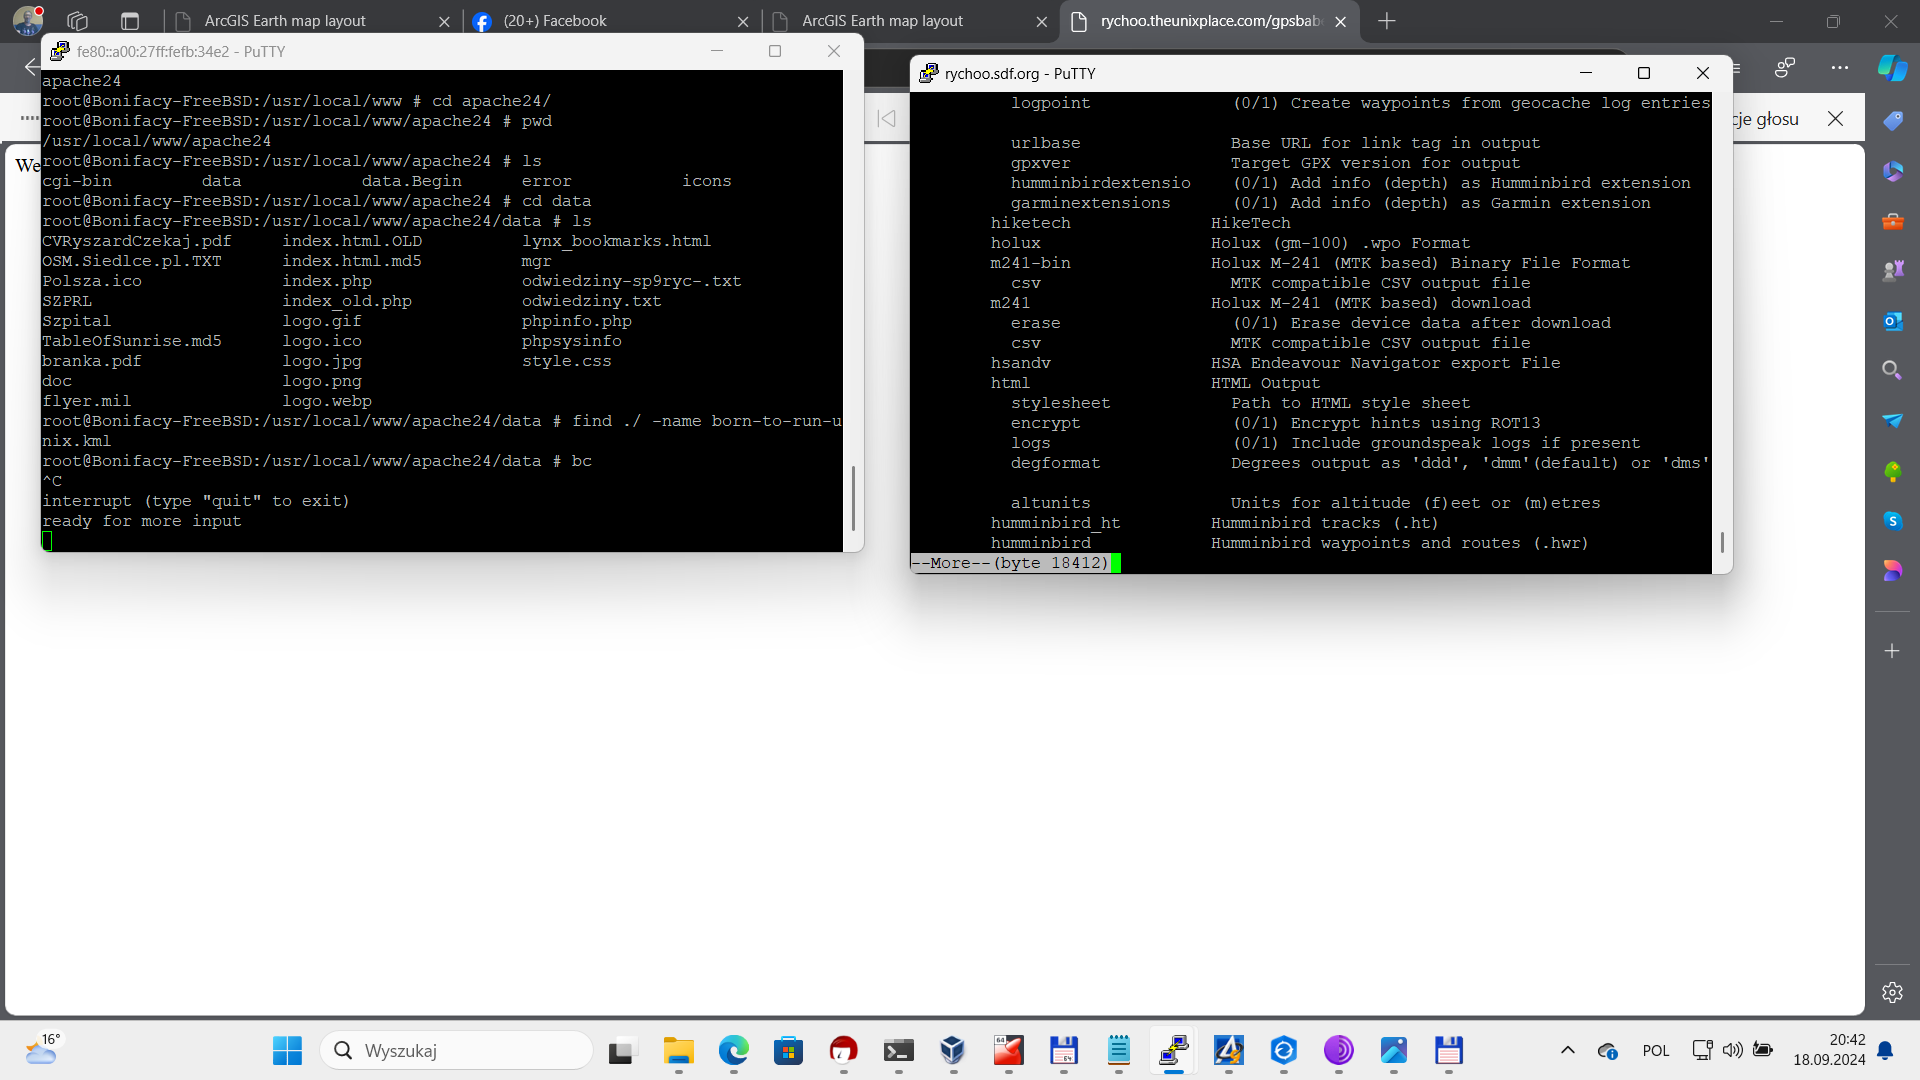 ArcGIS Earth map layout
(20+) Facebook
ArcGIS Earth map layout
rychoo.theunixplace.com/gpsbabe
fe80::a00:27ff:fefb:34e2 - PuTTY
apache24
root@Bonifacy-FreeBSD:/usr/local/www # cd apache24/
root@Bonifacy-FreeBSD:/usr/local/www/apache24 # pwd
/usr/local/www/apache24
root@Bonifacy-FreeBSD:/usr/local/www/apache24 # ls
cgi-bin data data.Begin error icons
root@Bonifacy-FreeBSD:/usr/local/www/apache24 # cd data
root@Bonifacy-FreeBSD:/usr/local/www/apache24/data # ls
CVRyszardCzekaj.pdf index.html.OLD lynx_bookmarks.html
OSM.Siedlce.pl.TXT index.html.md5 mgr
Polsza.ico index.php odwiedziny-sp9ryc-.txt
SZPRL index_old.php odwiedziny.txt
Szpital logo.gif phpinfo.php
TableOfSunrise.md5 logo.ico phpsysinfo
branka.pdf logo.jpg style.css
doc logo.png
flyer.mil logo.webp
root@Bonifacy-FreeBSD:/usr/local/www/apache24/data # find ./ -name born-to-run-u
nix.kml
root@Bonifacy-FreeBSD:/usr/local/www/apache24/data # bc
^C
interrupt (type "quit" to exit)
ready for more input
We
rychoo.sdf.org - PuTTY
logpoint (0/1) Create waypoints from geocache log entries
urlbase Base URL for link tag in output
gpxver Target GPX version for output
humminbirdextensio (0/1) Add info (depth) as Humminbird extension
garminextensions (0/1) Add info (depth) as Garmin extension
hiketech HikeTech
holux Holux (gm-100) .wpo Format
m241-bin Holux M-241 (MTK based) Binary File Format
csv MTK compatible CSV output file
m241 Holux M-241 (MTK based) download
erase (0/1) Erase device data after download
csv MTK compatible CSV output file
hsandv HSA Endeavour Navigator export File
html HTML Output
stylesheet Path to HTML style sheet
encrypt (0/1) Encrypt hints using ROT13
logs (0/1) Include groundspeak logs if present
degformat Degrees output as 'ddd', 'dmm'(default) or 'dms'
altunits Units for altitude (f)eet or (m)etres
humminbird_ht Humminbird tracks (.ht)
humminbird Humminbird waypoints and routes (.hwr)
--More--(byte 18412)
cje głosu
16°
Wyszukaj
POL
20:42
18.09.2024